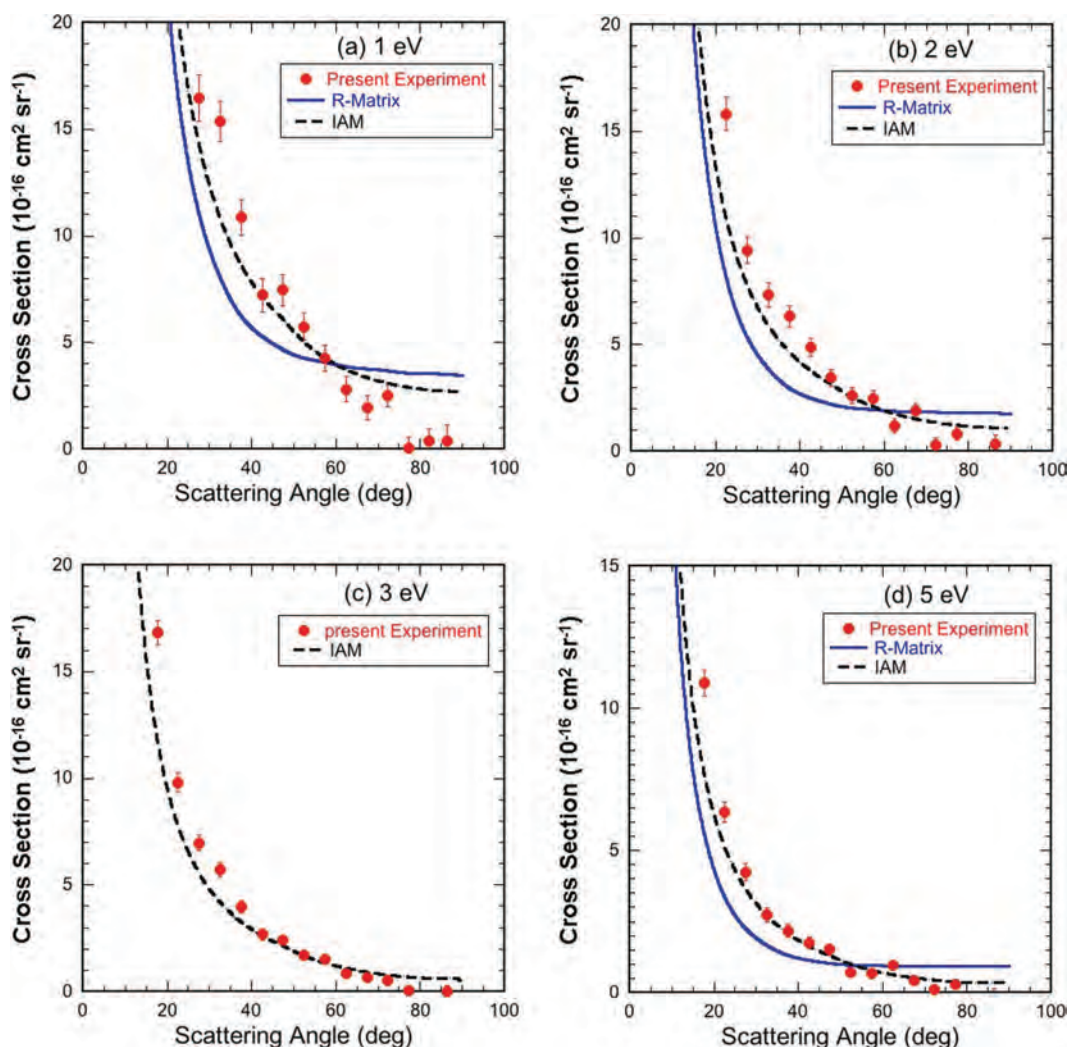 (a) 1 eV
Present Experiment
R-Matrix
IAM
Cross Section (10⁻¹⁶ cm² sr⁻¹)
20
15
10
5
0
0 20 40 60 80 100
Scattering Angle (deg)
(b) 2 eV
Present Experiment
R-Matrix
IAM
Cross Section (10⁻¹⁶ cm² sr⁻¹)
20
15
10
5
0
0 20 40 60 80 100
Scattering Angle (deg)
(c) 3 eV
present Experiment
IAM
Cross Section (10⁻¹⁶ cm² sr⁻¹)
20
15
10
5
0
0 20 40 60 80 100
Scattering Angle (deg)
(d) 5 eV
Present Experiment
R-Matrix
IAM
Cross Section (10⁻¹⁶ cm² sr⁻¹)
15
10
5
0
0 20 40 60 80 100
Scattering Angle (deg)